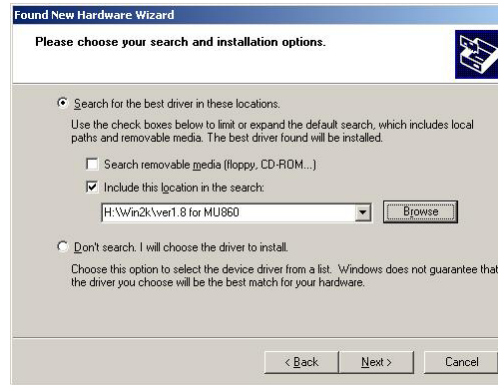 Found New Hardware Wizard
Please choose your search and installation options.
Search for the best driver in these locations.
Use the check boxes below to limit or expand the default search, which includes local
paths and removable media. The best driver found will be installed.
Search removable media (floppy, CD-ROM...)
Include this location in the search:
H:\Win2k\ver1.8 for MU860
Browse
Don't search. I will choose the driver to install.
Choose this option to select the device driver from a list. Windows does not guarantee that
the driver you choose will be the best match for your hardware.
< Back Next > Cancel